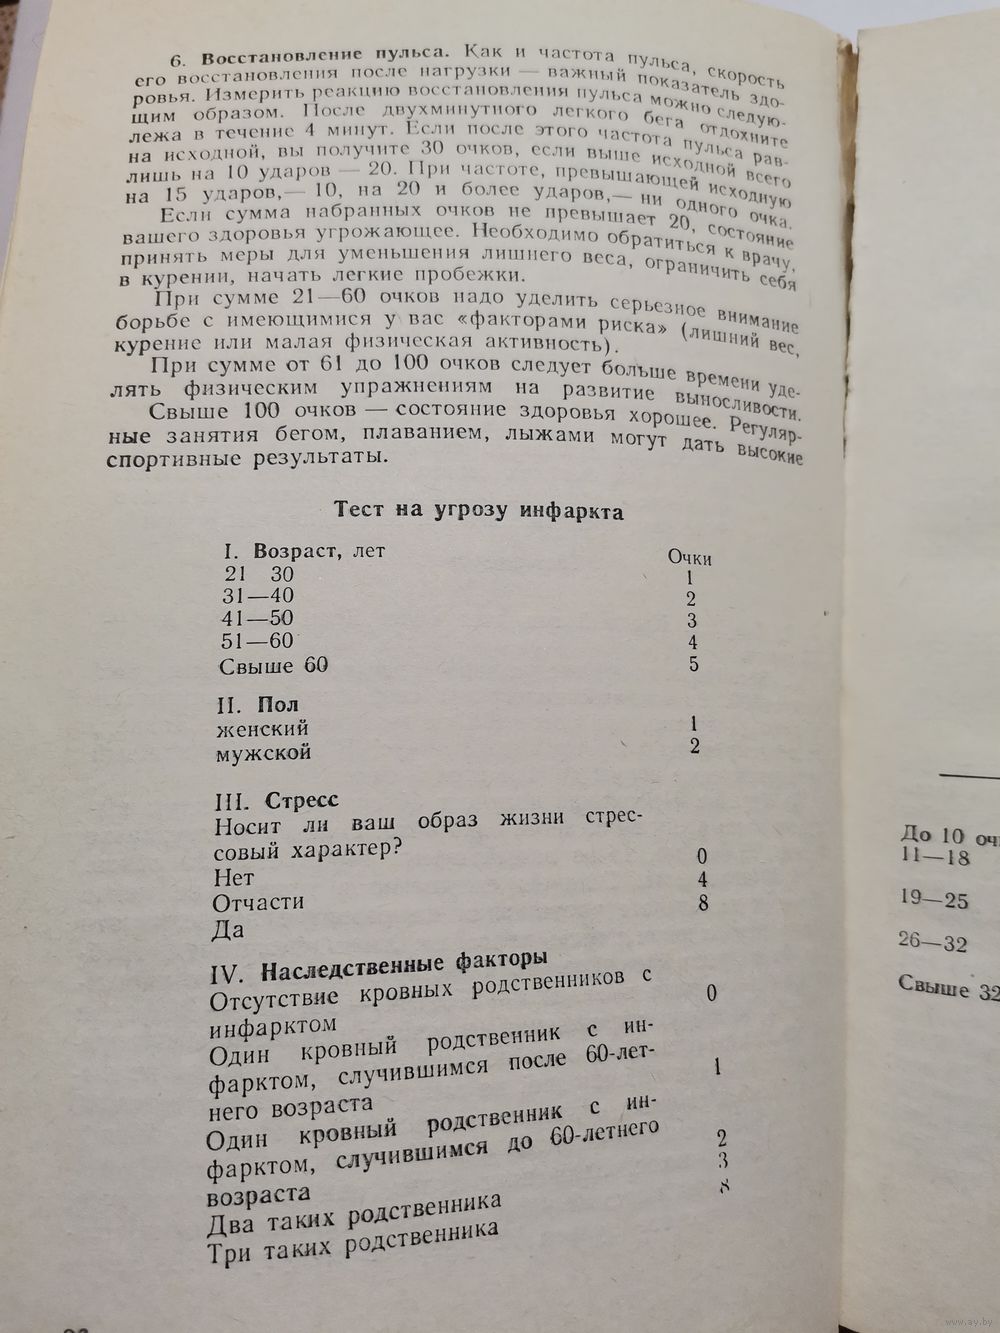 6. Восстановление пульса. Как и частота пульса, скорость
его восстановления после нагрузки — важный показатель здо-
ровья. Измерить реакцию восстановления пульса можно следую-
щим образом. После двухминутного легкого бега отдохните
лежа в течение 4 минут. Если после этого частота пульса рав-
на исходной, вы получите 30 очков, если выше исходной всего
лишь на 10 ударов — 20. При частоте, превышающей исходную
на 15 ударов,— 10, на 20 и более ударов,— ни одного очка.
Если сумма набранных очков не превышает 20, состояние
вашего здоровья угрожающее. Необходимо обратиться к врачу,
принять меры для уменьшения лишнего веса, ограничить себя
в курении, начать легкие пробежки.
При сумме 21—60 очков надо уделить серьезное внимание
борьбе с имеющимися у вас «факторами риска» (лишний вес,
курение или малая физическая активность).
При сумме от 61 до 100 очков следует больше времени уде-
лять физическим упражнениям на развитие выносливости.
Свыше 100 очков — состояние здоровья хорошее. Регуляр-
ные занятия бегом, плаванием, лыжами могут дать высокие
спортивные результаты.
Тест на угрозу инфаркта
I. Возраст, лет Очки
21 30 1
31—40 2
41—50 3
51—60 4
Свыше 60 5
II. Пол
женский 1
мужской 2
III. Стресс
Носит ли ваш образ жизни стрес-
совый характер?
Нет 0
Отчасти 4
Да 8
IV. Наследственные факторы
Отсутствие кровных родственников с
инфарктом 0
Один кровный родственник с ин-
фарктом, случившимся после 60-лет-
него возраста 1
Один кровный родственник с ин-
фарктом, случившимся до 60-летнего
возраста 2
Два таких родственника 3
Три таких родственника 8
До 10 оч
11—18
19—25
26—32
Свыше 32
www.ay.by